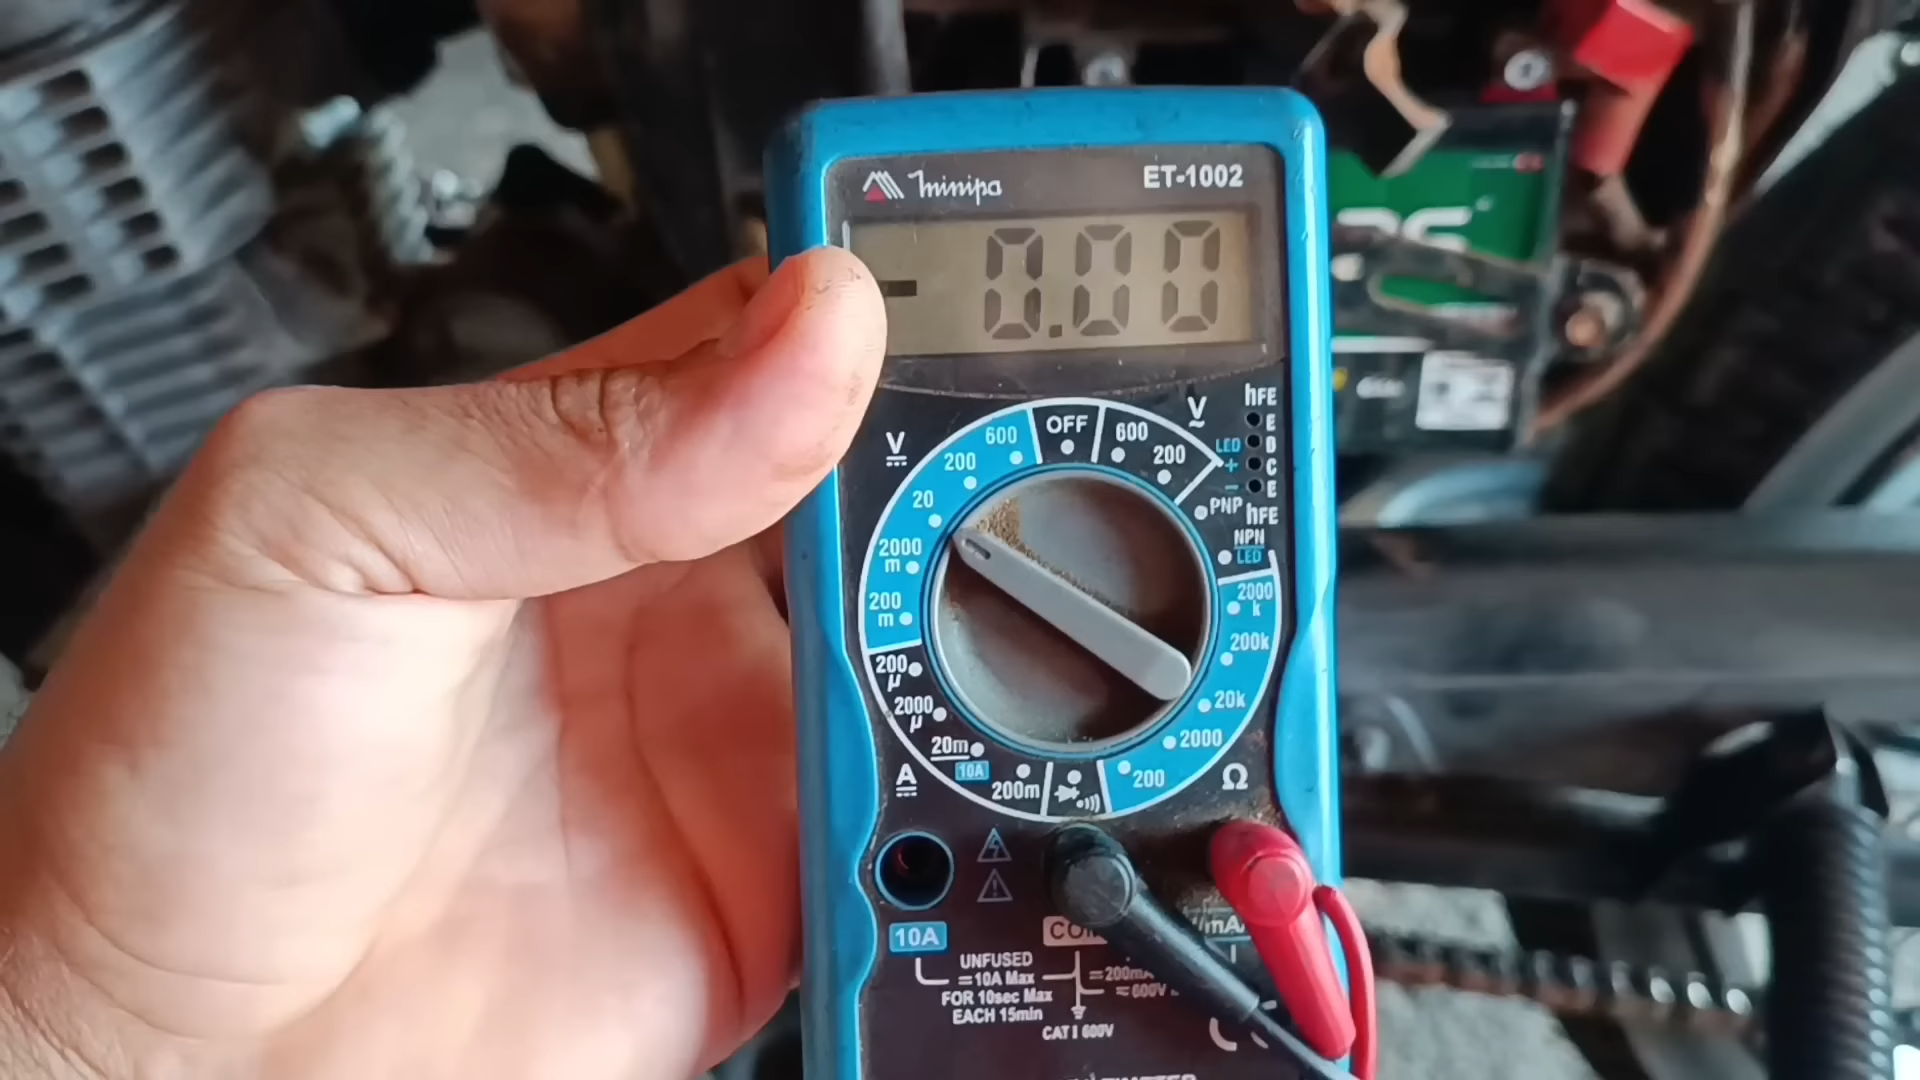 minipa
ET-1002
- 0.00
OFF
V
600
200
20
2000
m
200
m
V
600
200
hFE
E
B
C
E
LED
+
−
PNP
hFE
NPN
LED
2000
k
200k
20k
2000
200
Ω
200
µ
2000
µ
20m
10A
200m
A
10A
UNFUSED
=10A Max
FOR 10sec Max
EACH 15min
CAT I 600V